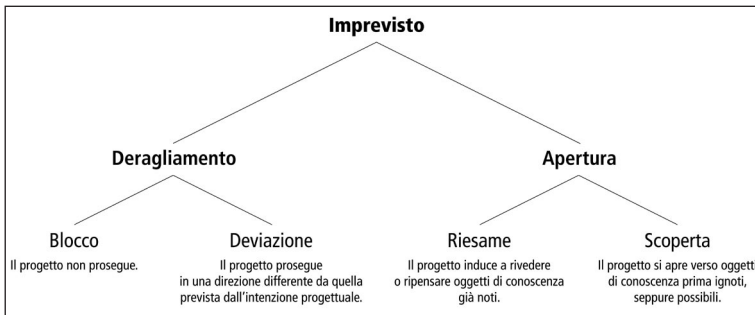 Imprevisto
Deragliamento
Apertura
Blocco
Il progetto non prosegue.
Deviazione
Il progetto prosegue
in una direzione differente da quella
prevista dall'intenzione progettuale.
Riesame
Il progetto induce a rivedere
o ripensare oggetti di conoscenza
già noti.
Scoperta
Il progetto si apre verso oggetti
di conoscenza prima ignoti,
seppure possibili.